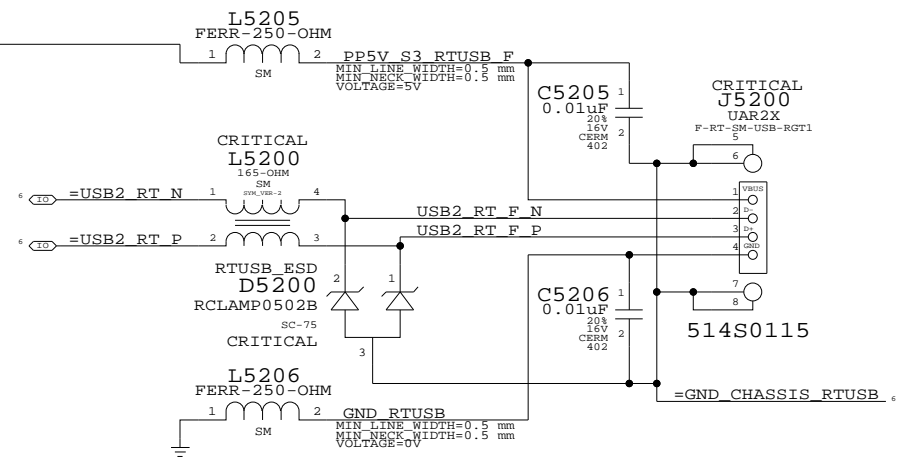 L5205
FERR-250-OHM
1 2
SM
PP5V_S3_RTUSB_F
MIN_LINE_WIDTH=0.5 mm
MIN_NECK_WIDTH=0.5 mm
VOLTAGE=5V
C5205
0.01uF
20%
16V
CERM
402
1
2
CRITICAL
J5200
UAR2X
F-RT-SM-USB-RGT1
5
6
CRITICAL
L5200
165-OHM
SM
SYM_VER-2
6 IO =USB2_RT_N 1 4
6 IO =USB2_RT_P 2 3
USB2_RT_F_N
USB2_RT_F_P
1 VBUS
2 D-
3 D+
4 GND
RTUSB_ESD
D5200
RCLAMP0502B
SC-75
CRITICAL
2 1
3
C5206
0.01uF
20%
16V
CERM
402
1
2
7
8
514S0115
L5206
FERR-250-OHM
1 2
SM
GND_RTUSB
MIN_LINE_WIDTH=0.5 mm
MIN_NECK_WIDTH=0.5 mm
VOLTAGE=0V
=GND_CHASSIS_RTUSB 6